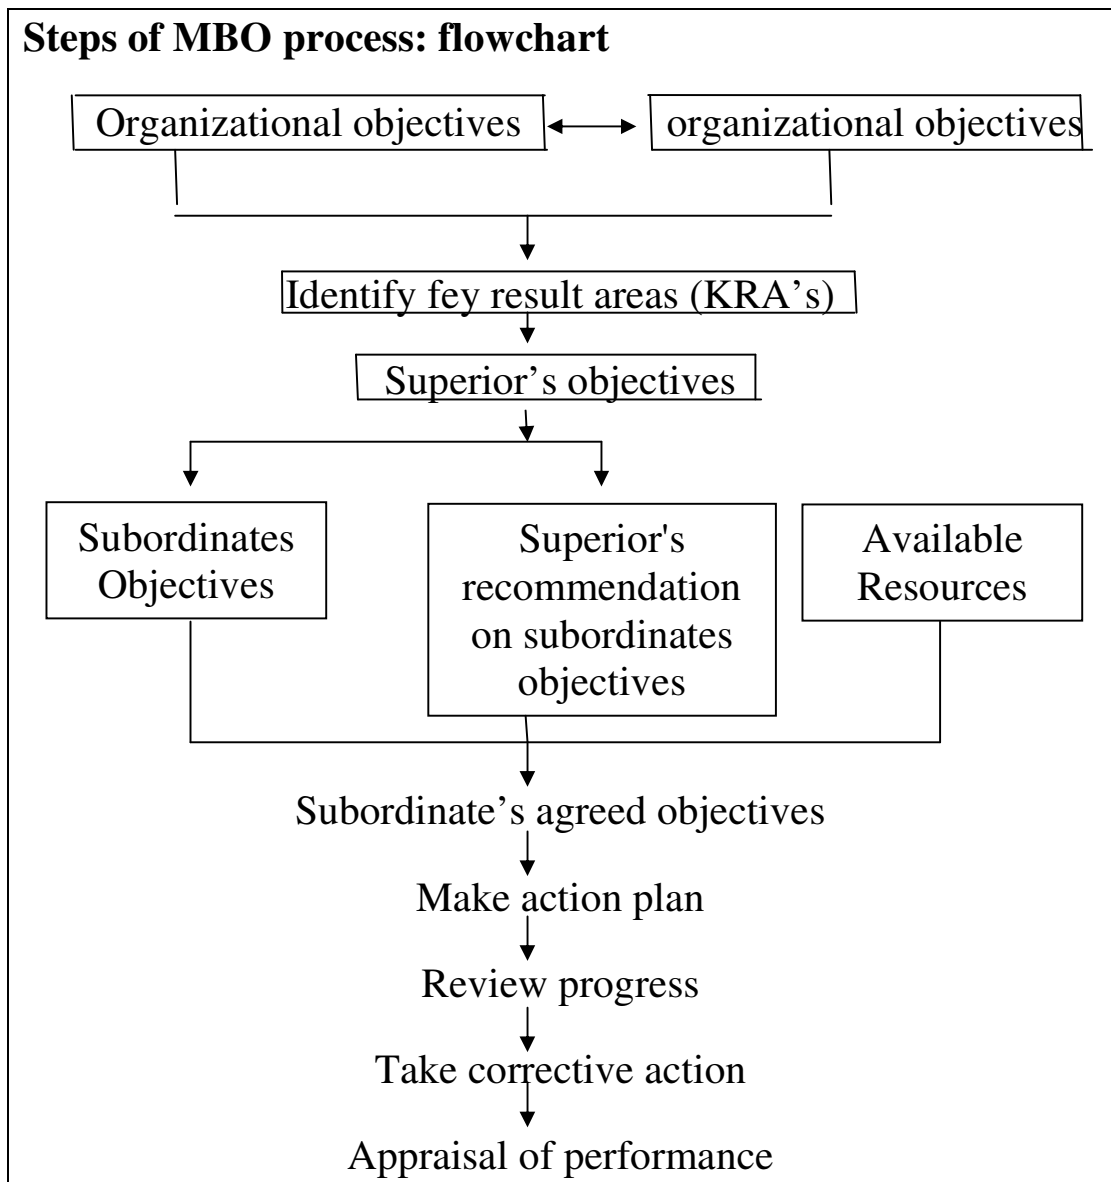 Steps of MBO process: flowchart
Organizational objectives
organizational objectives
Identify fey result areas (KRA’s)
Superior’s objectives
Subordinates
Objectives
Superior's
recommendation
on subordinates
objectives
Available
Resources
Subordinate’s agreed objectives
Make action plan
Review progress
Take corrective action
Appraisal of performance